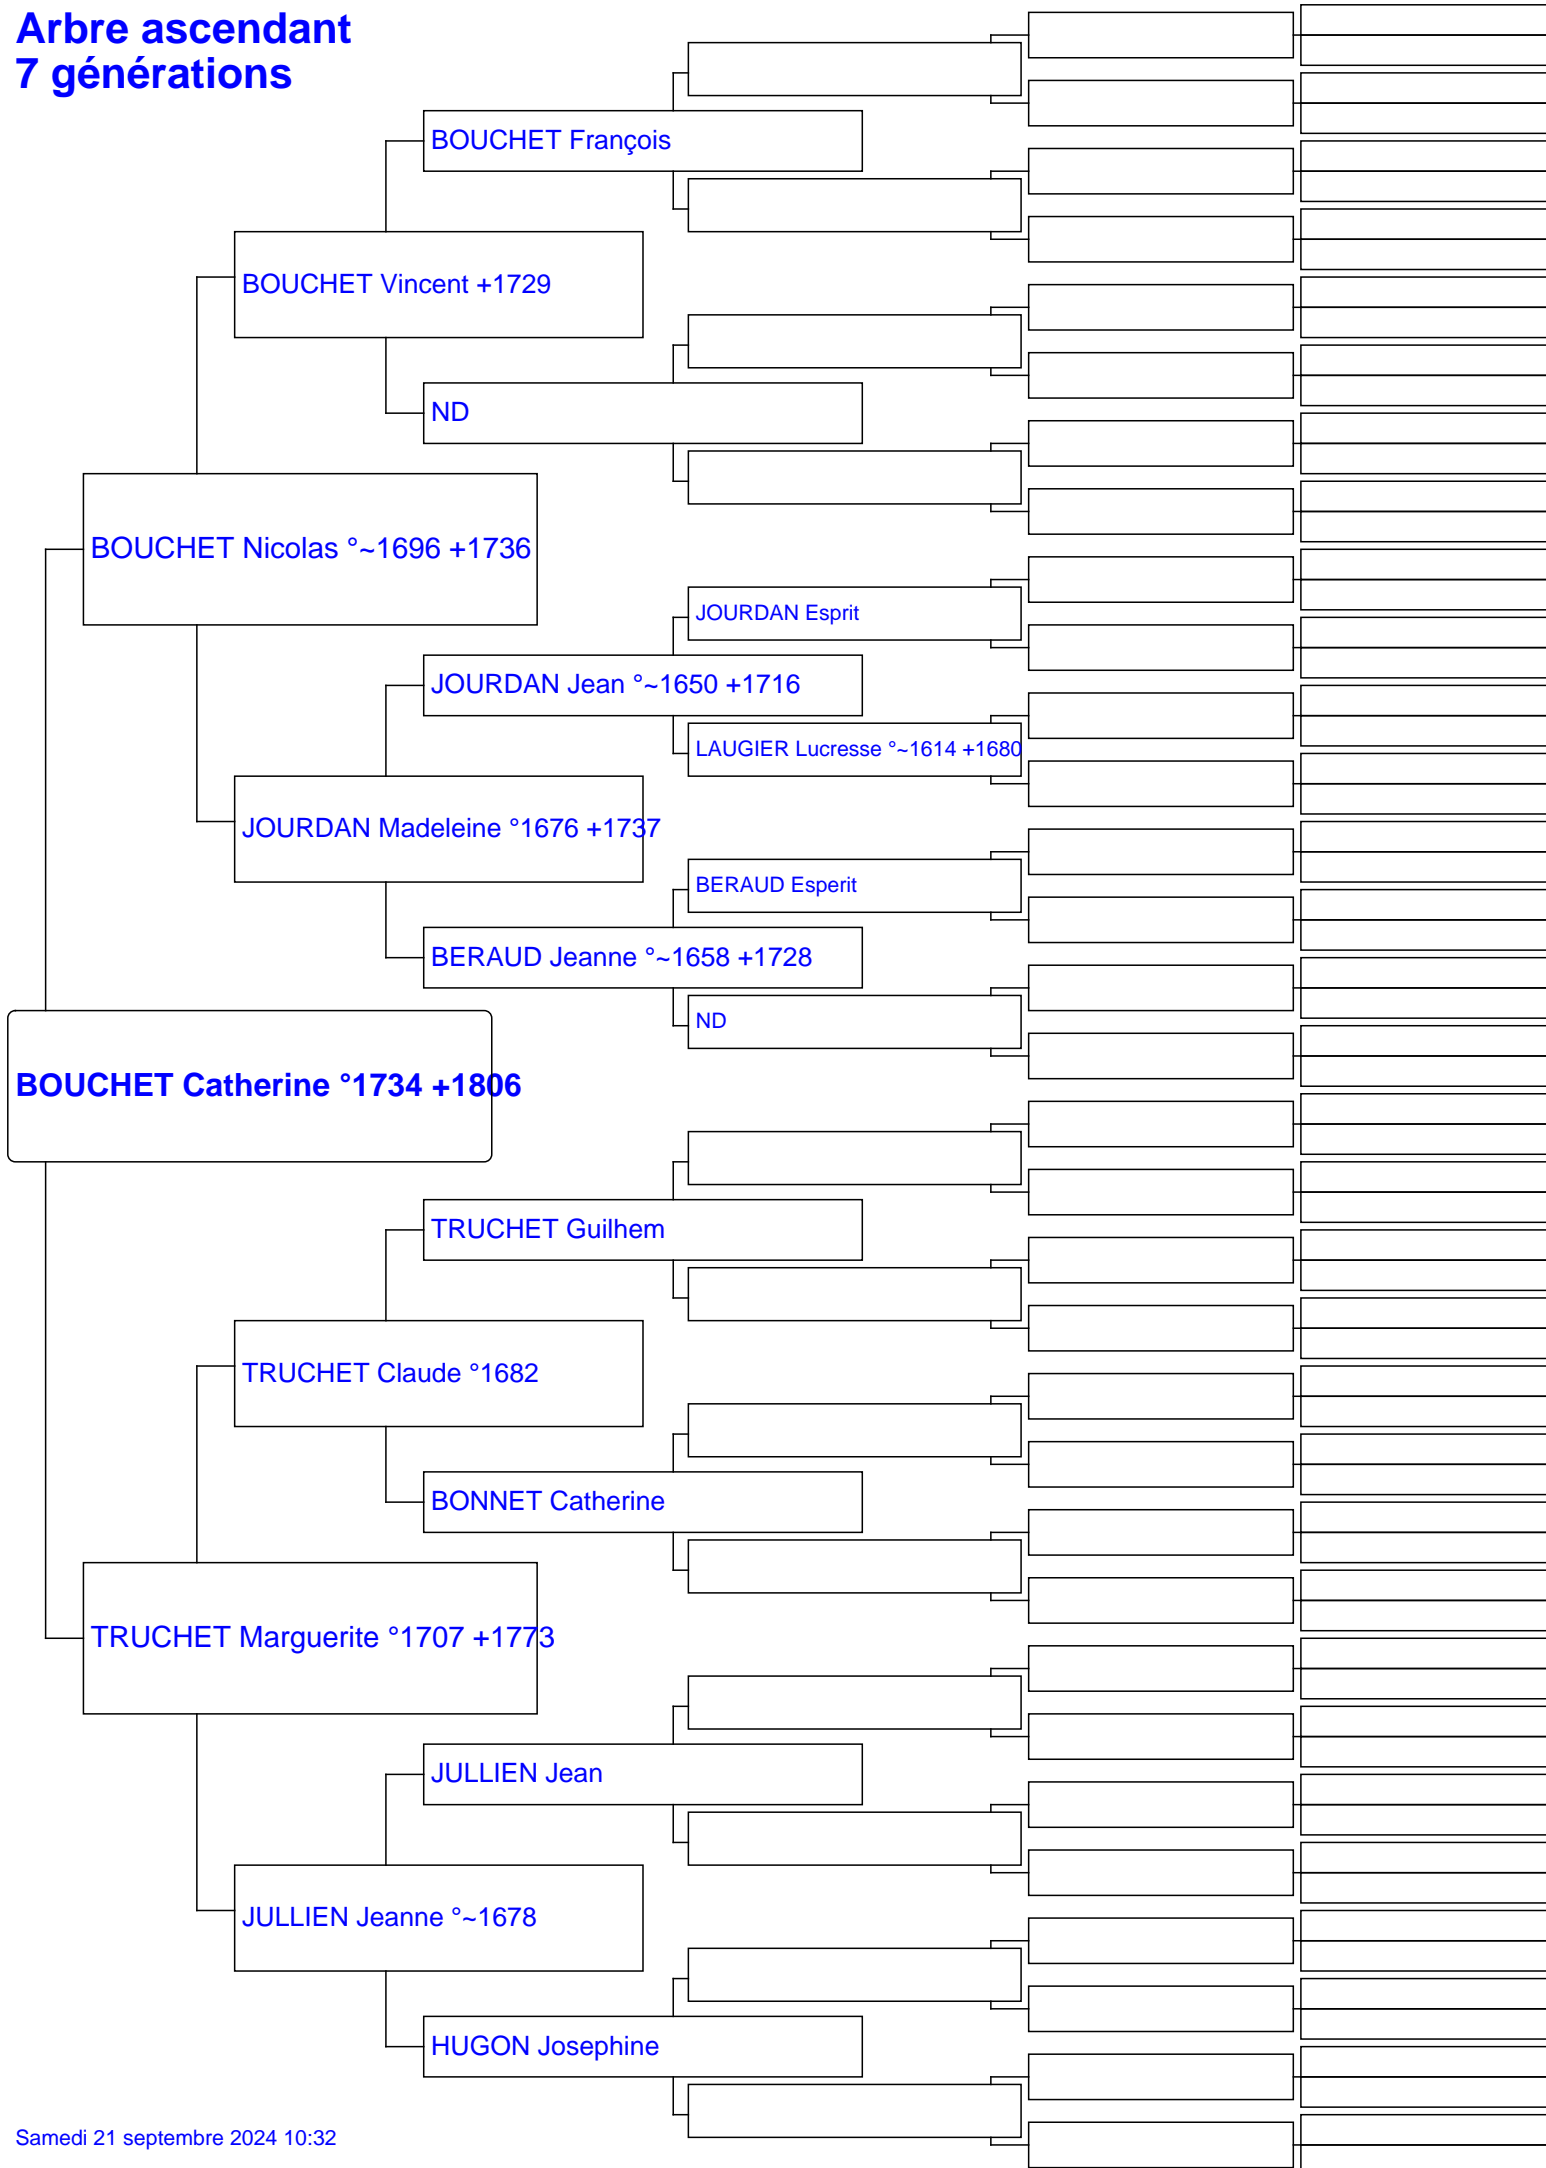 Arbre ascendant
7 générations
BOUCHET François
BOUCHET Vincent +1729
ND
BOUCHET Nicolas °~1696 +1736
JOURDAN Esprit
JOURDAN Jean °~1650 +1716
LAUGIER Lucresse °~1614 +1680
JOURDAN Madeleine °1676 +1737
BERAUD Esperit
BERAUD Jeanne °~1658 +1728
ND
BOUCHET Catherine °1734 +1806
TRUCHET Guilhem
TRUCHET Claude °1682
BONNET Catherine
TRUCHET Marguerite °1707 +1773
JULLIEN Jean
JULLIEN Jeanne °~1678
HUGON Josephine
Samedi 21 septembre 2024 10:32